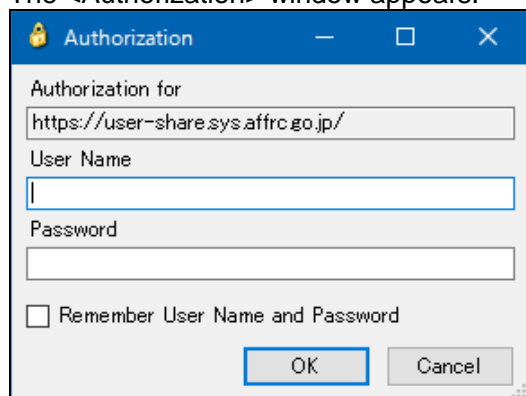 The <Authorization> window appears.
Authorization
Authorization for
https://user-share.sys.affrc.go.jp/
User Name
Password
Remember User Name and Password
OK Cancel